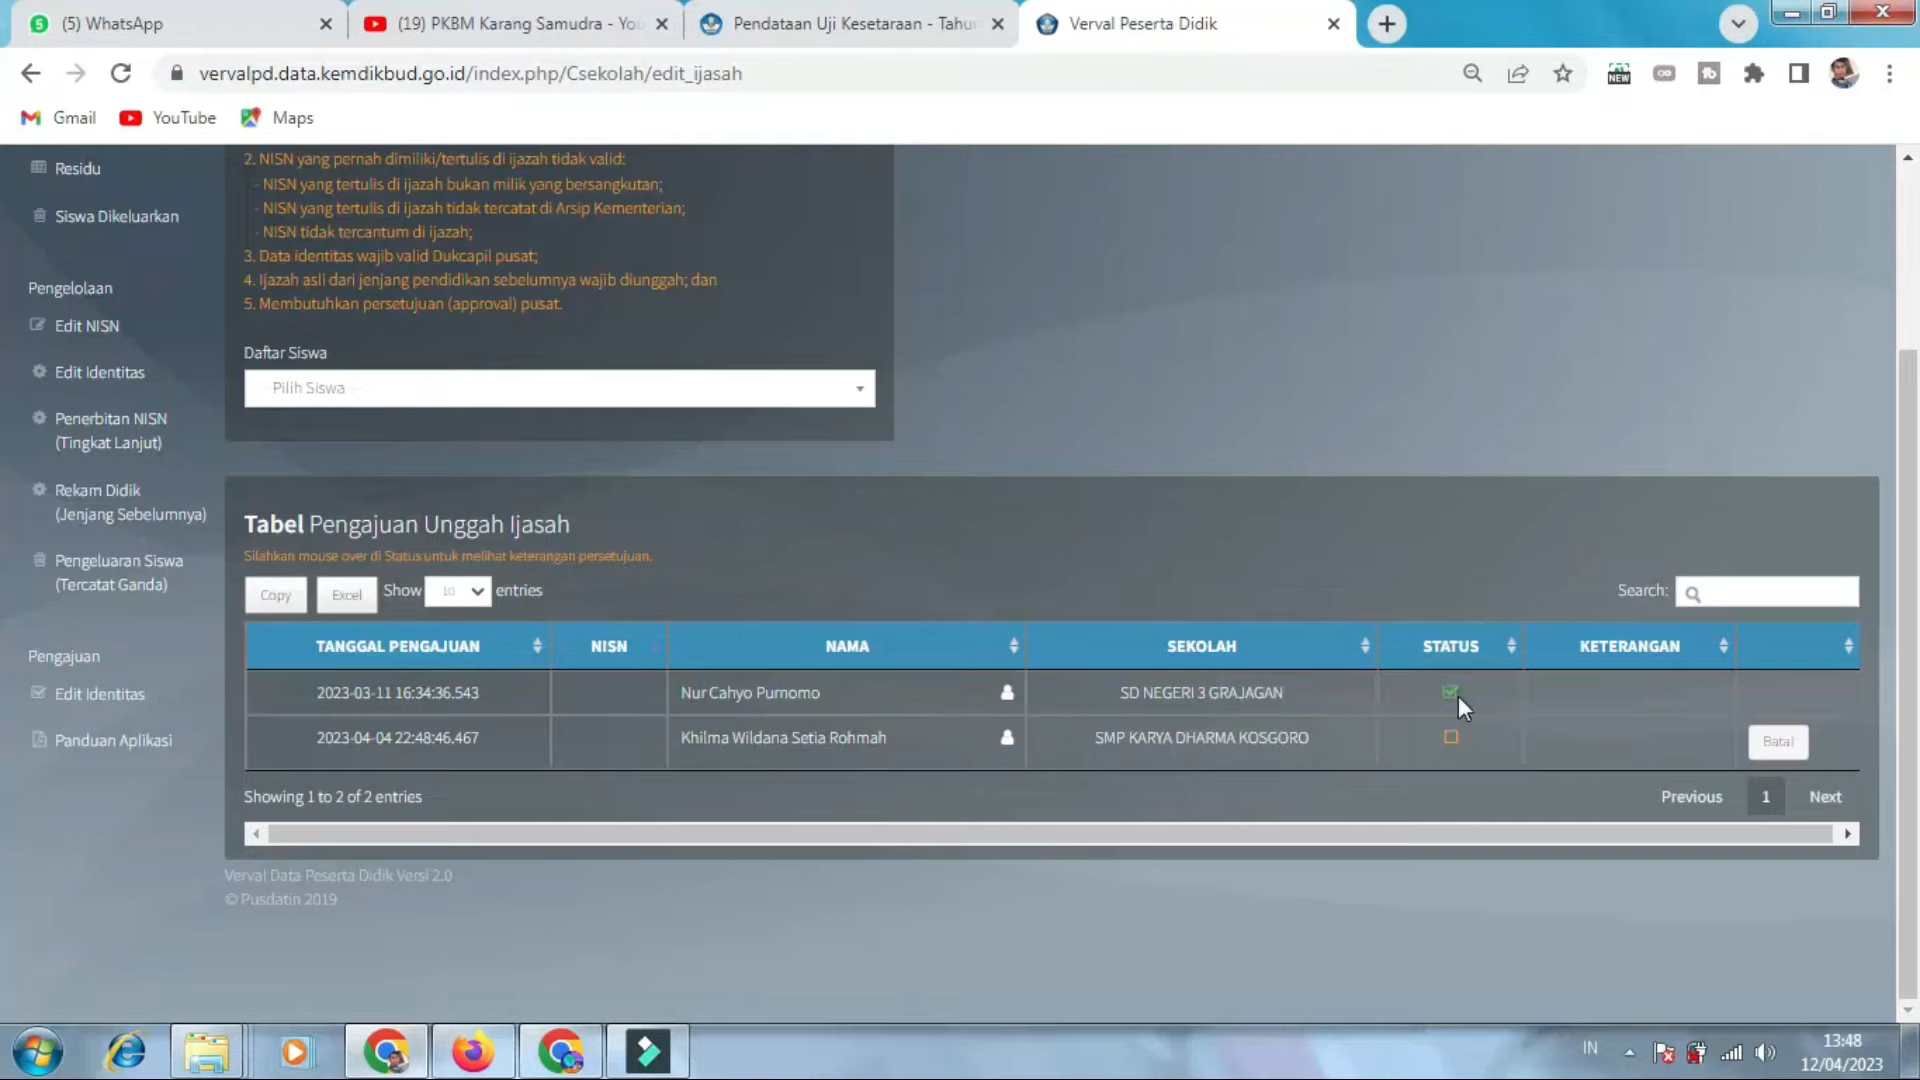 (5) WhatsApp
(19) PKBM Karang Samudra - You
Pendataan Uji Kesetaraan - Tahun
Verval Peserta Didik
vervalpd.data.kemdikbud.go.id/index.php/Csekolah/edit_ijasah
NEW
Gmail
YouTube
Maps
Residu
Siswa Dikeluarkan
Pengelolaan
Edit NISN
Edit Identitas
Penerbitan NISN
(Tingkat Lanjut)
Rekam Didik
(Jenjang Sebelumnya)
Pengeluaran Siswa
(Tercatat Ganda)
Pengajuan
Edit Identitas
Panduan Aplikasi
2. NISN yang pernah dimiliki/tertulis di ijazah tidak valid:
- NISN yang tertulis di ijazah bukan milik yang bersangkutan;
- NISN yang tertulis di ijazah tidak tercatat di Arsip Kementerian;
- NISN tidak tercantum di ijazah;
3. Data identitas wajib valid Dukcapil pusat;
4. Ijazah asli dari jenjang pendidikan sebelumnya wajib diunggah; dan
5. Membutuhkan persetujuan (approval) pusat.
Daftar Siswa
Pilih Siswa
Tabel Pengajuan Unggah Ijasah
Silahkan mouse over di Status untuk melihat keterangan persetujuan.
Copy Excel Show 10 entries Search:
TANGGAL PENGAJUAN NISN NAMA SEKOLAH STATUS KETERANGAN
2023-03-11 16:34:36.543 Nur Cahyo Purnomo SD NEGERI 3 GRAJAGAN
2023-04-04 22:48:46.467 Khilma Wildana Setia Rohmah SMP KARYA DHARMA KOSGORO Batal
Showing 1 to 2 of 2 entries Previous 1 Next
Verval Data Peserta Didik Versi 2.0
© Pusdatin 2019
IN
13:48
12/04/2023